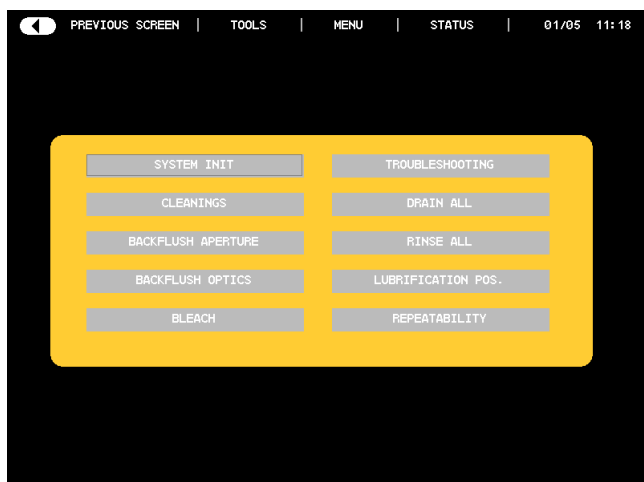 PREVIOUS SCREEN | TOOLS | MENU | STATUS | 01/05 11:18
SYSTEM INIT
TROUBLESHOOTING
CLEANINGS
DRAIN ALL
BACKFLUSH APERTURE
RINSE ALL
BACKFLUSH OPTICS
LUBRIFICATION POS.
BLEACH
REPEATABILITY